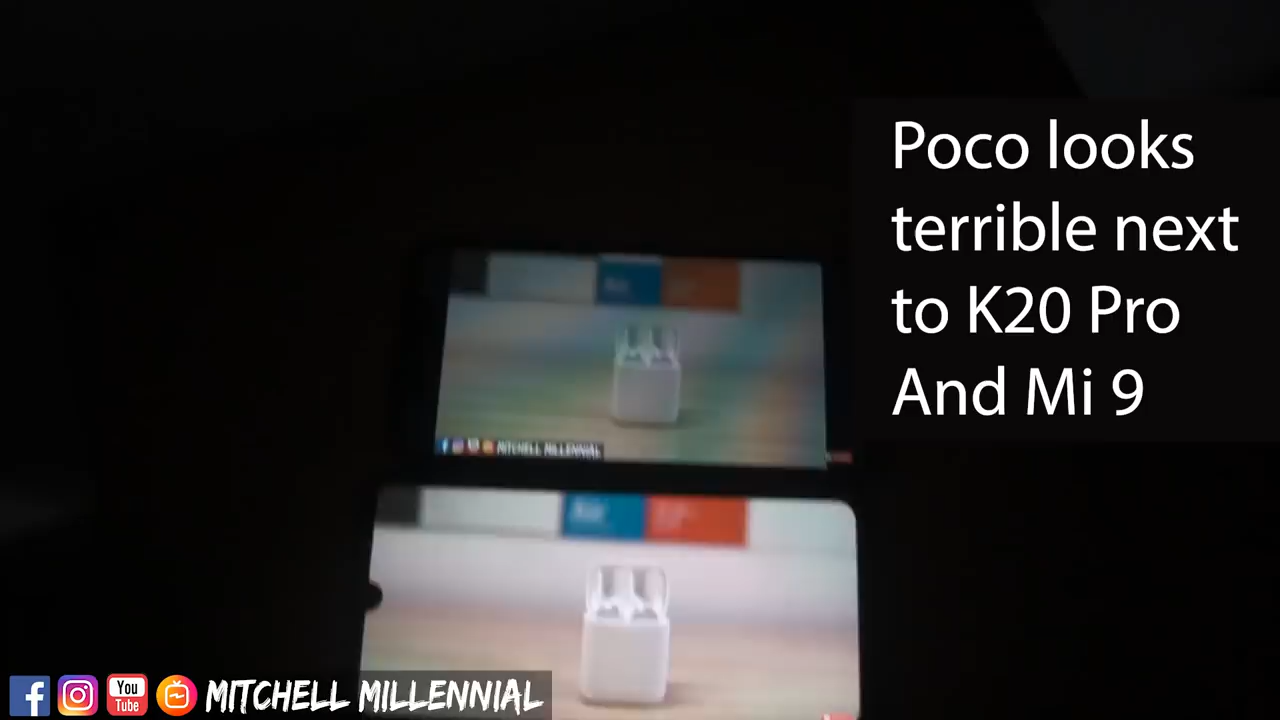 Poco looks
terrible next
to K20 Pro
And Mi 9
MITCHELL MILLENNIAL
You
Tube
MITCHELL MILLENNIAL